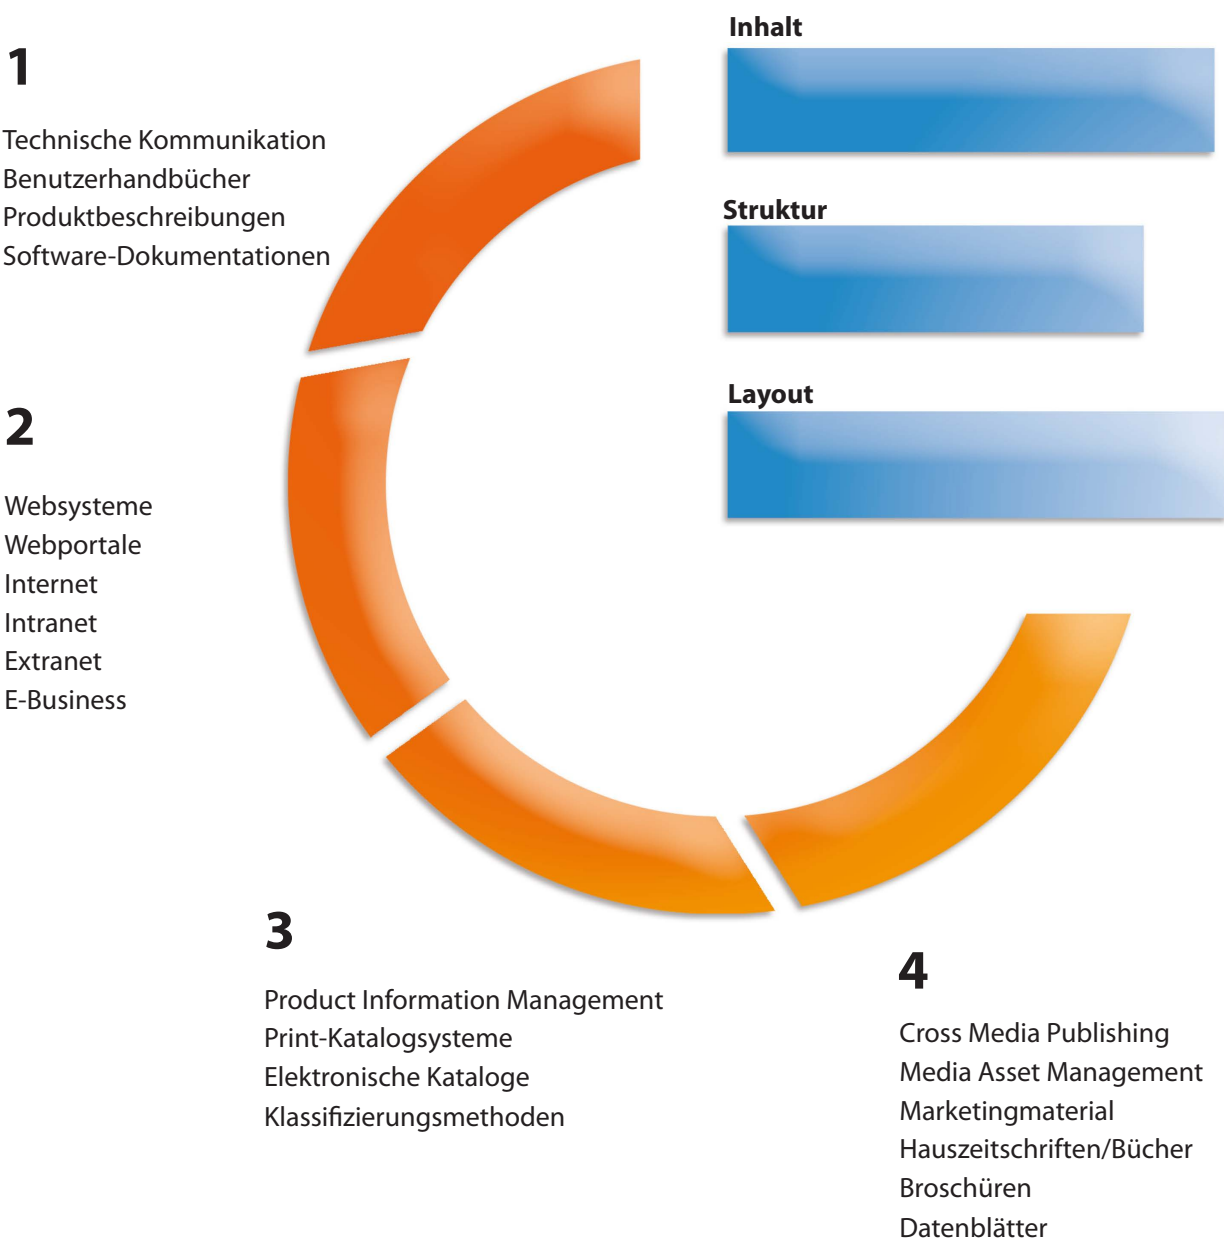 1
Technische Kommunikation
Benutzerhandbücher
Produktbeschreibungen
Software-Dokumentationen
2
Websysteme
Webportale
Internet
Intranet
Extranet
E-Business
3
Product Information Management
Print-Katalogsysteme
Elektronische Kataloge
Klassifizierungsmethoden
4
Cross Media Publishing
Media Asset Management
Marketingmaterial
Hauszeitschriften/Bücher
Broschüren
Datenblätter
Inhalt
Struktur
Layout